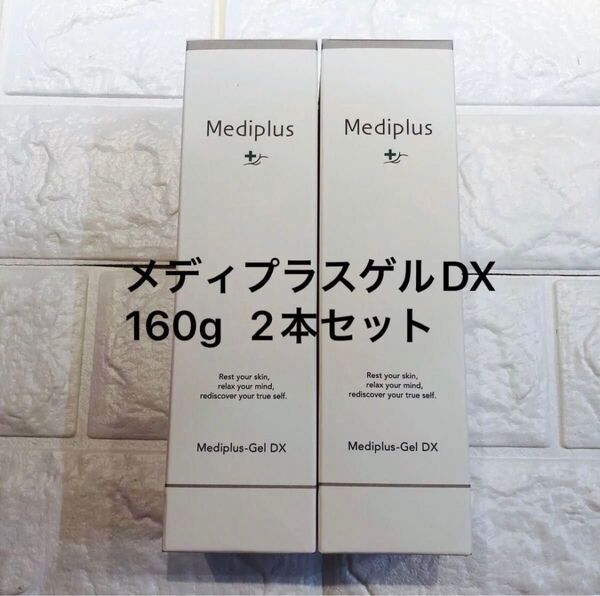 Mediplus
Mediplus
メディプラスゲルDX
160g 2本セット
Rest your skin,
relax your mind,
rediscover your true self.
Rest your skin,
relax your mind,
rediscover your true self.
Mediplus-Gel DX
Mediplus-Gel DX